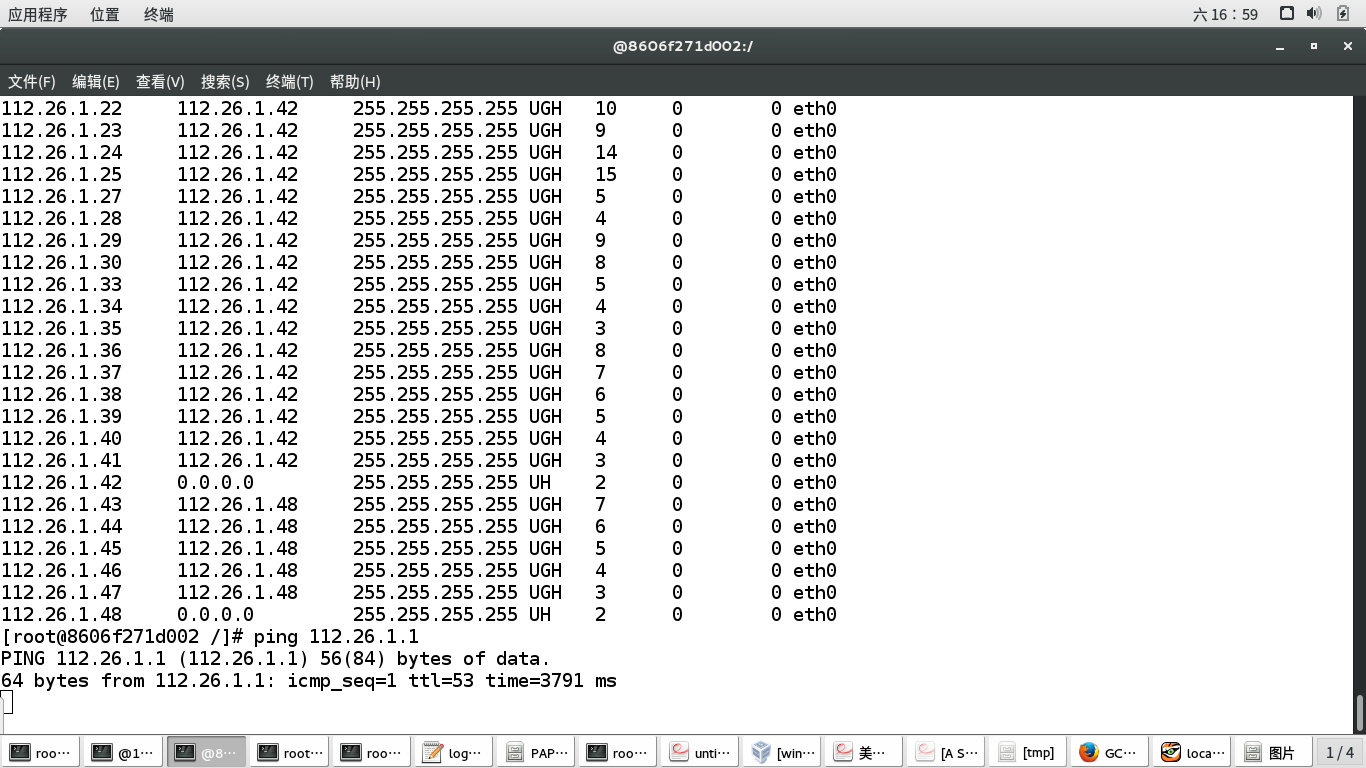 应用程序 位置 终端 六 16：59
@8606f271d002:/
文件(F) 编辑(E) 查看(V) 搜索(S) 终端(T) 帮助(H)
112.26.1.22 112.26.1.42 255.255.255.255 UGH 10 0 0 eth0
112.26.1.23 112.26.1.42 255.255.255.255 UGH 9 0 0 eth0
112.26.1.24 112.26.1.42 255.255.255.255 UGH 14 0 0 eth0
112.26.1.25 112.26.1.42 255.255.255.255 UGH 15 0 0 eth0
112.26.1.27 112.26.1.42 255.255.255.255 UGH 5 0 0 eth0
112.26.1.28 112.26.1.42 255.255.255.255 UGH 4 0 0 eth0
112.26.1.29 112.26.1.42 255.255.255.255 UGH 9 0 0 eth0
112.26.1.30 112.26.1.42 255.255.255.255 UGH 8 0 0 eth0
112.26.1.33 112.26.1.42 255.255.255.255 UGH 5 0 0 eth0
112.26.1.34 112.26.1.42 255.255.255.255 UGH 4 0 0 eth0
112.26.1.35 112.26.1.42 255.255.255.255 UGH 3 0 0 eth0
112.26.1.36 112.26.1.42 255.255.255.255 UGH 8 0 0 eth0
112.26.1.37 112.26.1.42 255.255.255.255 UGH 7 0 0 eth0
112.26.1.38 112.26.1.42 255.255.255.255 UGH 6 0 0 eth0
112.26.1.39 112.26.1.42 255.255.255.255 UGH 5 0 0 eth0
112.26.1.40 112.26.1.42 255.255.255.255 UGH 4 0 0 eth0
112.26.1.41 112.26.1.42 255.255.255.255 UGH 3 0 0 eth0
112.26.1.42 0.0.0.0 255.255.255.255 UH 2 0 0 eth0
112.26.1.43 112.26.1.48 255.255.255.255 UGH 7 0 0 eth0
112.26.1.44 112.26.1.48 255.255.255.255 UGH 6 0 0 eth0
112.26.1.45 112.26.1.48 255.255.255.255 UGH 5 0 0 eth0
112.26.1.46 112.26.1.48 255.255.255.255 UGH 4 0 0 eth0
112.26.1.47 112.26.1.48 255.255.255.255 UGH 3 0 0 eth0
112.26.1.48 0.0.0.0 255.255.255.255 UH 2 0 0 eth0
[root@8606f271d002 /]# ping 112.26.1.1
PING 112.26.1.1 (112.26.1.1) 56(84) bytes of data.
64 bytes from 112.26.1.1: icmp_seq=1 ttl=53 time=3791 ms
roo… @1… @8… root… roo… log… PAP… roo… unti… [win… 美… [A S… [tmp] GC… loca… 图片 1 / 4